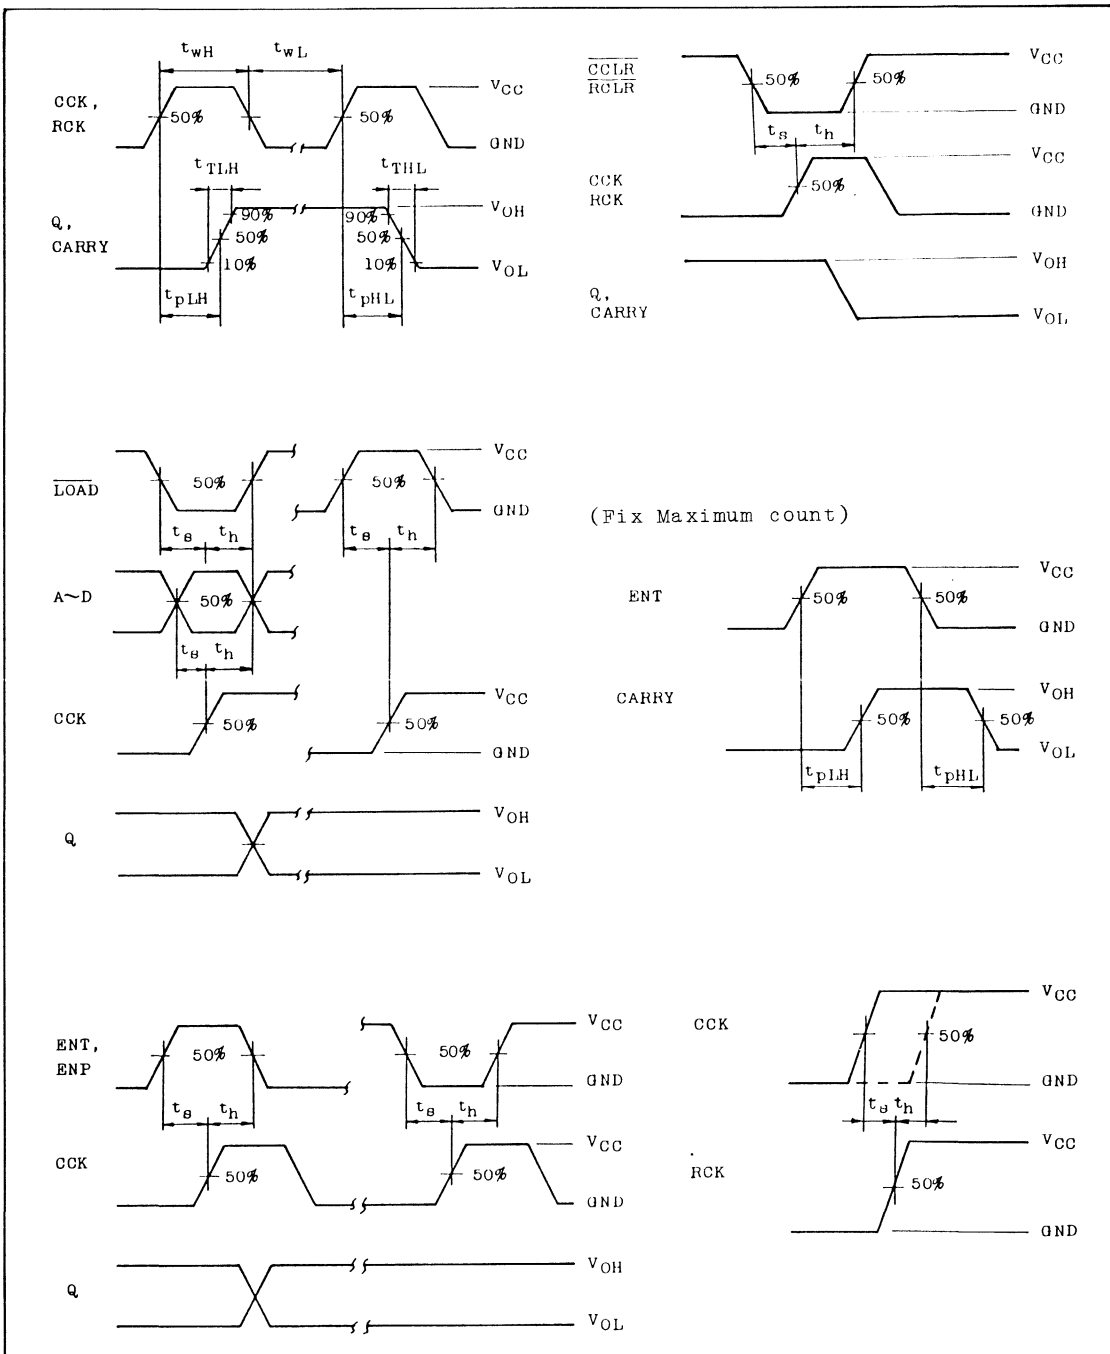 twH twL
CCK,
RCK
50% 50%
VCC
GND
tTLH tTHL
Q,
CARRY
90% 90%
50% 50%
10% 10%
VOH
VOL
tpLH tpHL
CCLR
RCLR
50% 50%
VCC
GND
ts th
CCK
RCK
50%
VCC
GND
Q,
CARRY
VOH
VOL
LOAD
50% 50%
VCC
GND
ts th ts th
A~D
50%
ts th
CCK
50% 50%
VCC
GND
Q
VOH
VOL
(Fix Maximum count)
ENT
50% 50%
VCC
GND
CARRY
50% 50%
VOH
VOL
tpLH tpHL
ENT,
ENP
50% 50%
VCC
GND
ts th ts th
CCK
50% 50%
VCC
GND
Q
VOH
VOL
CCK
50%
VCC
GND
ts th
RCK
50%
VCC
GND